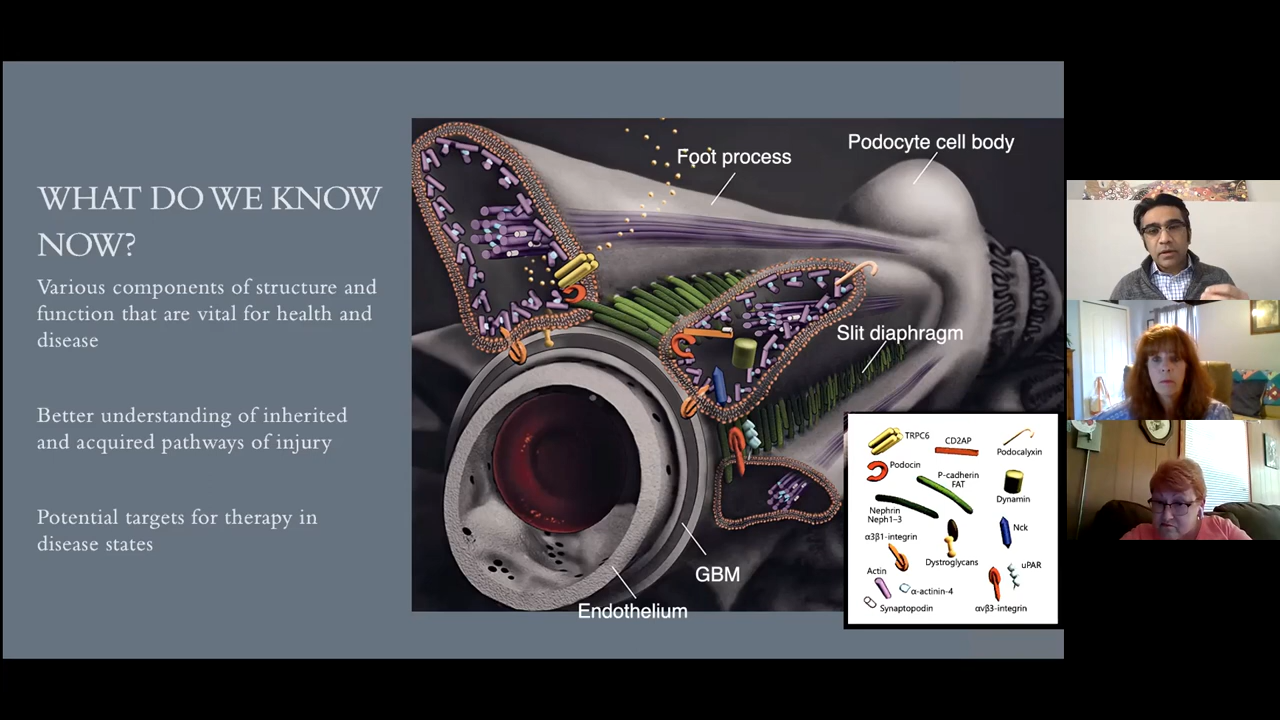 WHAT DO WE KNOW
NOW?
Various components of structure and
function that are vital for health and
disease
Better understanding of inherited
and acquired pathways of injury
Potential targets for therapy in
disease states
Foot process
Podocyte cell body
Slit diaphragm
GBM
Endothelium
TRPC6
CD2AP
Podocalyxin
Podocin
P-cadherin
FAT
Dynamin
Nephrin
Neph1–3
Nck
α3β1-integrin
Dystroglycans
uPAR
Actin
α-actinin-4
Synaptopodin
αvβ3-integrin